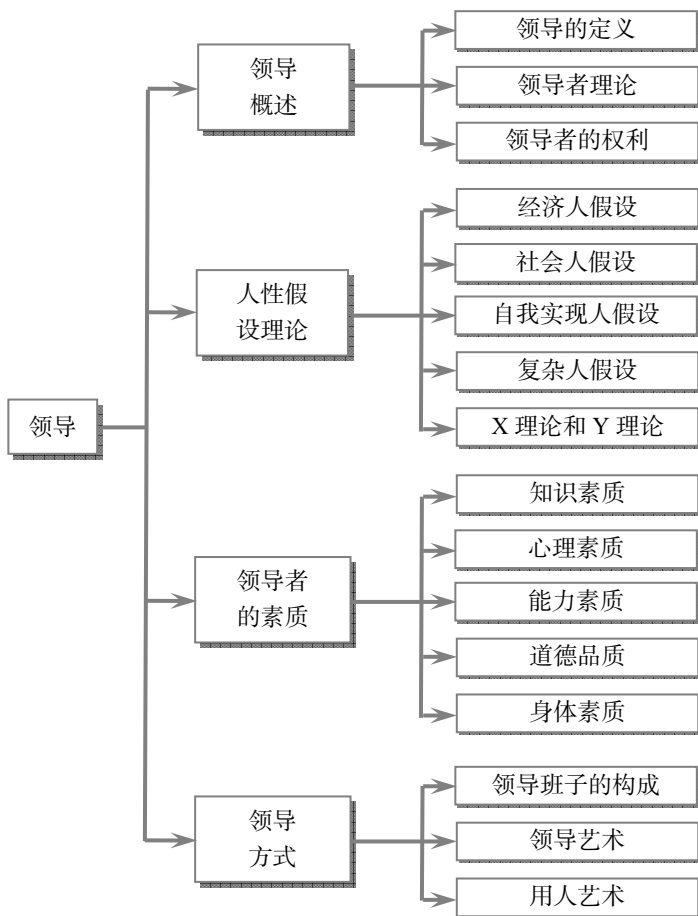 领导
领导
概述
领导的定义
领导者理论
领导者的权利
人性假
设理论
经济人假设
社会人假设
自我实现人假设
复杂人假设
X 理论和 Y 理论
领导者
的素质
知识素质
心理素质
能力素质
道德品质
身体素质
领导
方式
领导班子的构成
领导艺术
用人艺术